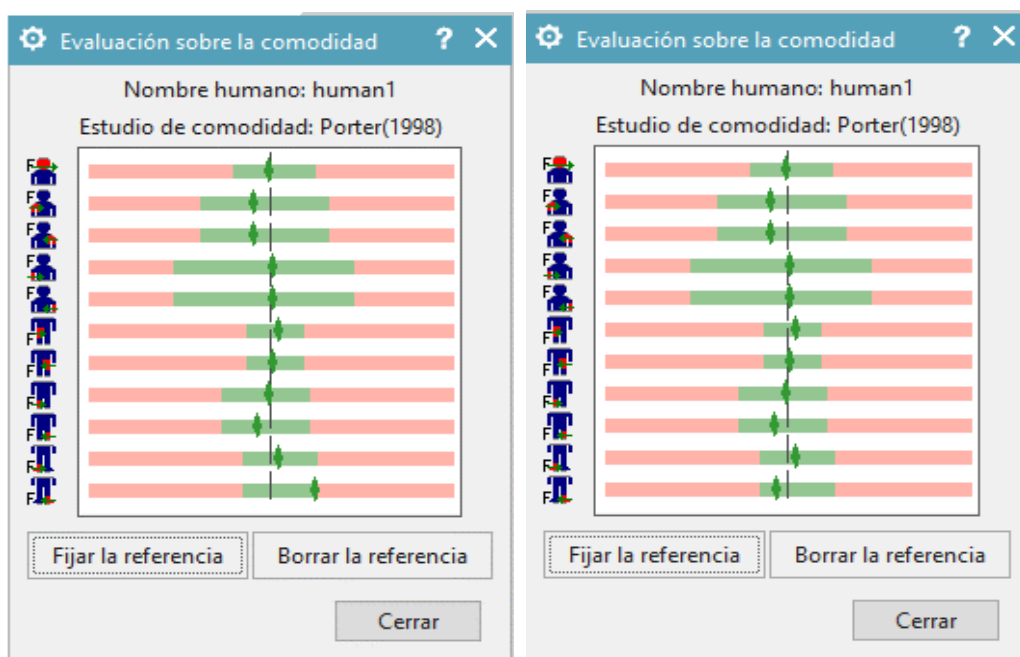 Evaluación sobre la comodidad ? ×
Nombre humano: human1
Estudio de comodidad: Porter(1998)
F
F
F
F
F
F
F
F
F
F
F
Fijar la referencia Borrar la referencia
Cerrar
Evaluación sobre la comodidad ? ×
Nombre humano: human1
Estudio de comodidad: Porter(1998)
F
F
F
F
F
F
F
F
F
F
F
Fijar la referencia Borrar la referencia
Cerrar